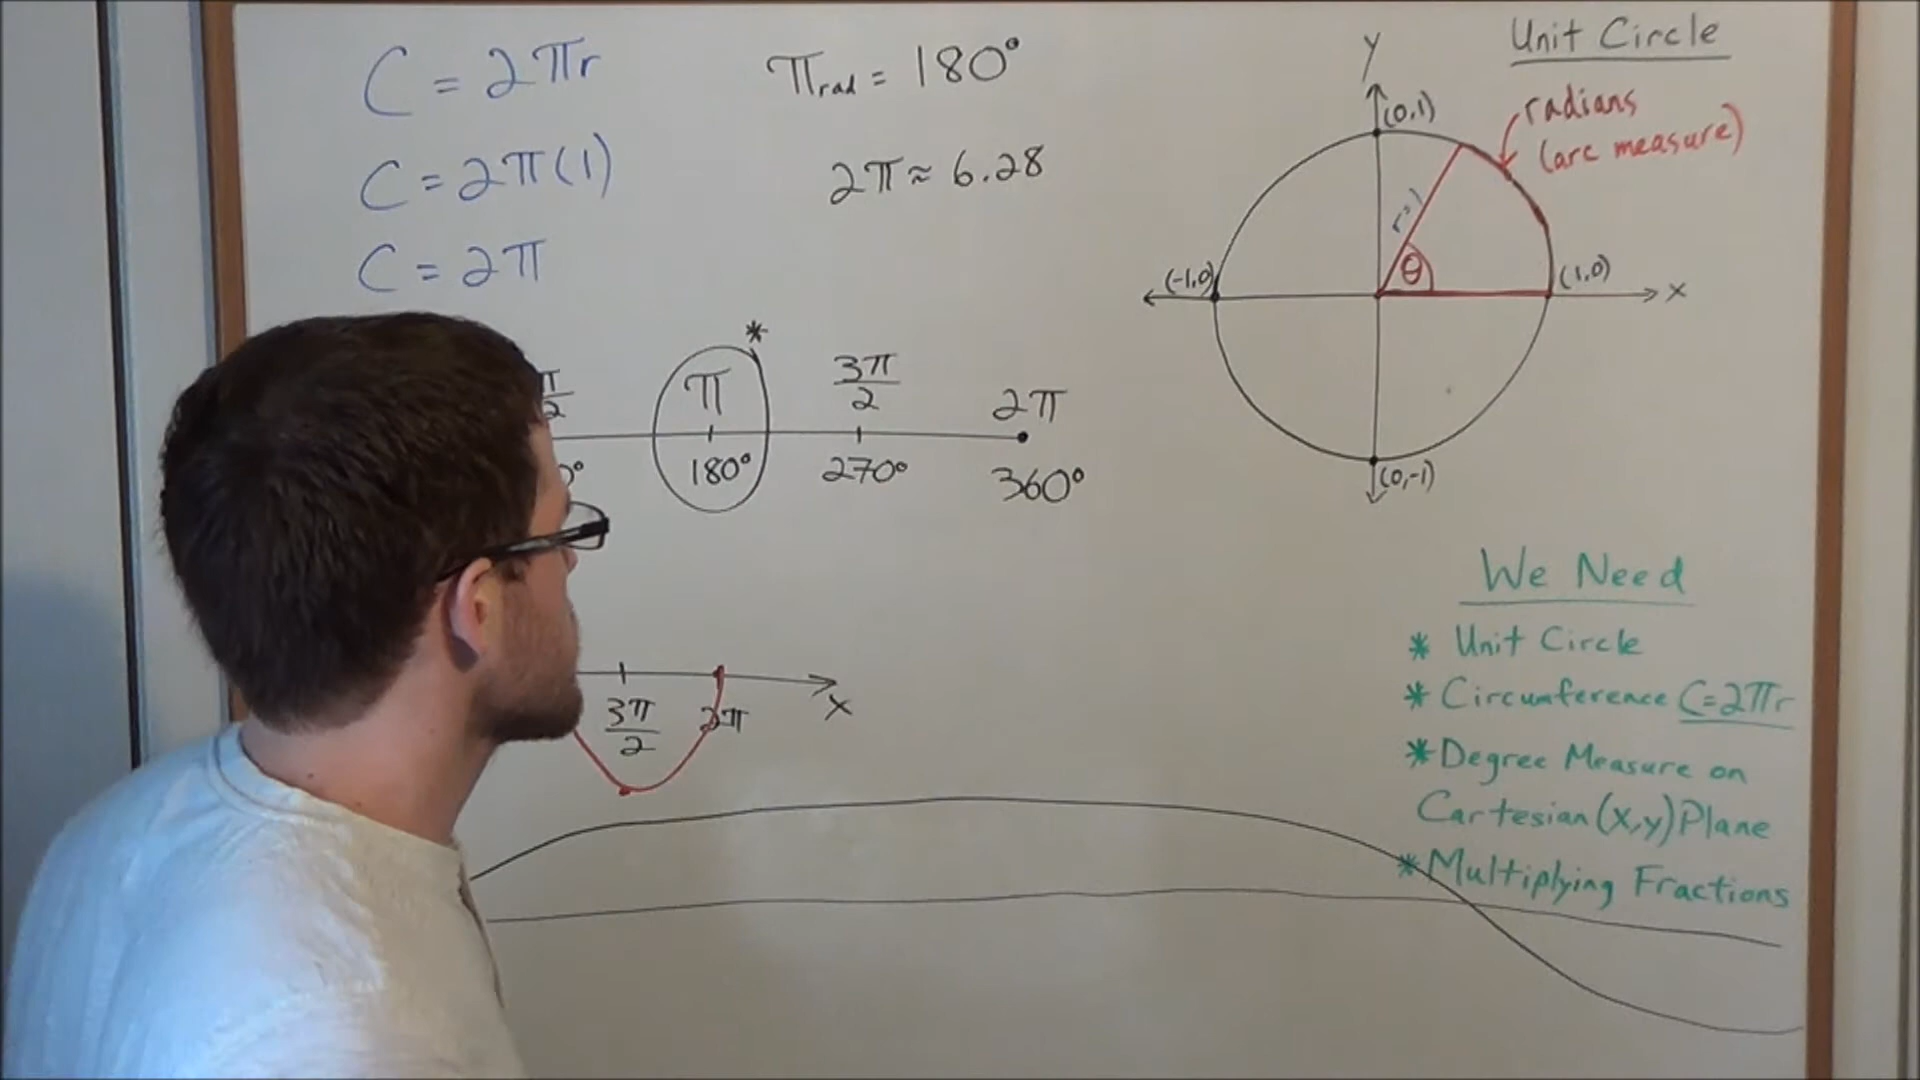 C = 2πr
C = 2π(1)
C = 2π
π rad = 180°
2π ≈ 6.28
π/2 π 3π/2 2π
*
180° 270° 360°
3π/2 2π x
Unit Circle
y
(0,1)
radians
(arc measure)
r=1
θ
(-1,0) (1,0) x
(0,-1)
We Need
* Unit Circle
* Circumference C=2πr
* Degree Measure on
Cartesian (x,y) Plane
* Multiplying Fractions